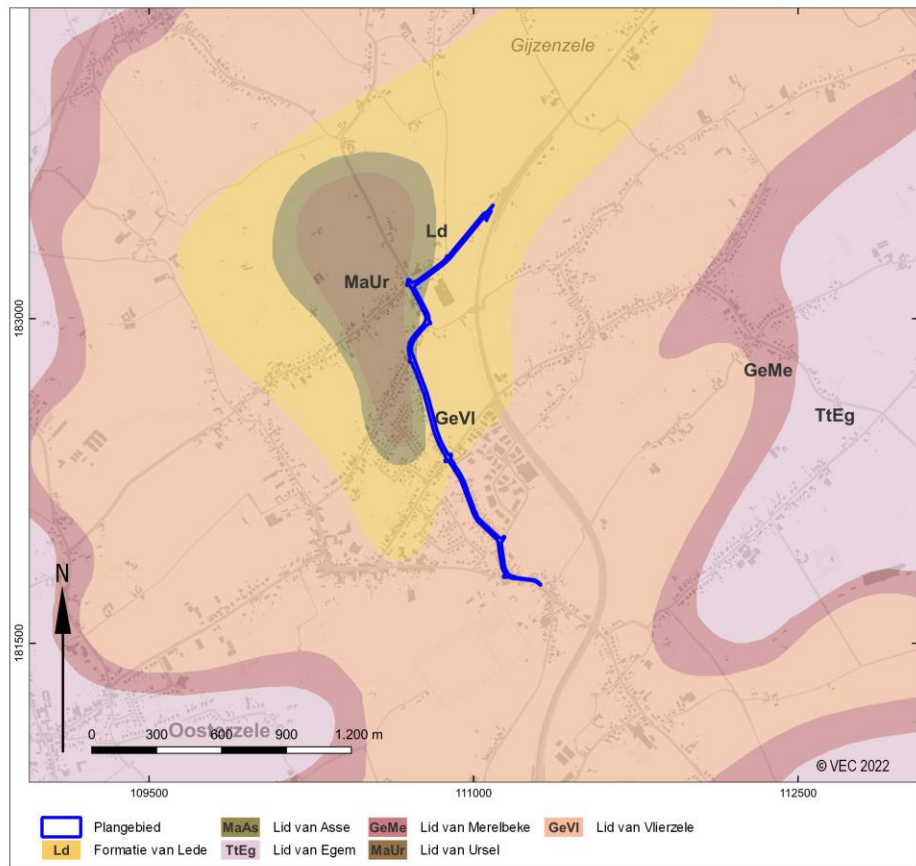 Gijzenzele
Ld
MaUr
183000
GeMe
TtEg
GeVl
N
181500
Oosterzele
0 300 600 900 1.200 m
© VEC 2022
109500 111000 112500
Plangebied MaAs Lid van Asse GeMe Lid van Merelbeke GeVl Lid van Vlierzele
Ld Formatie van Lede TtEg Lid van Egem MaUr Lid van Ursel